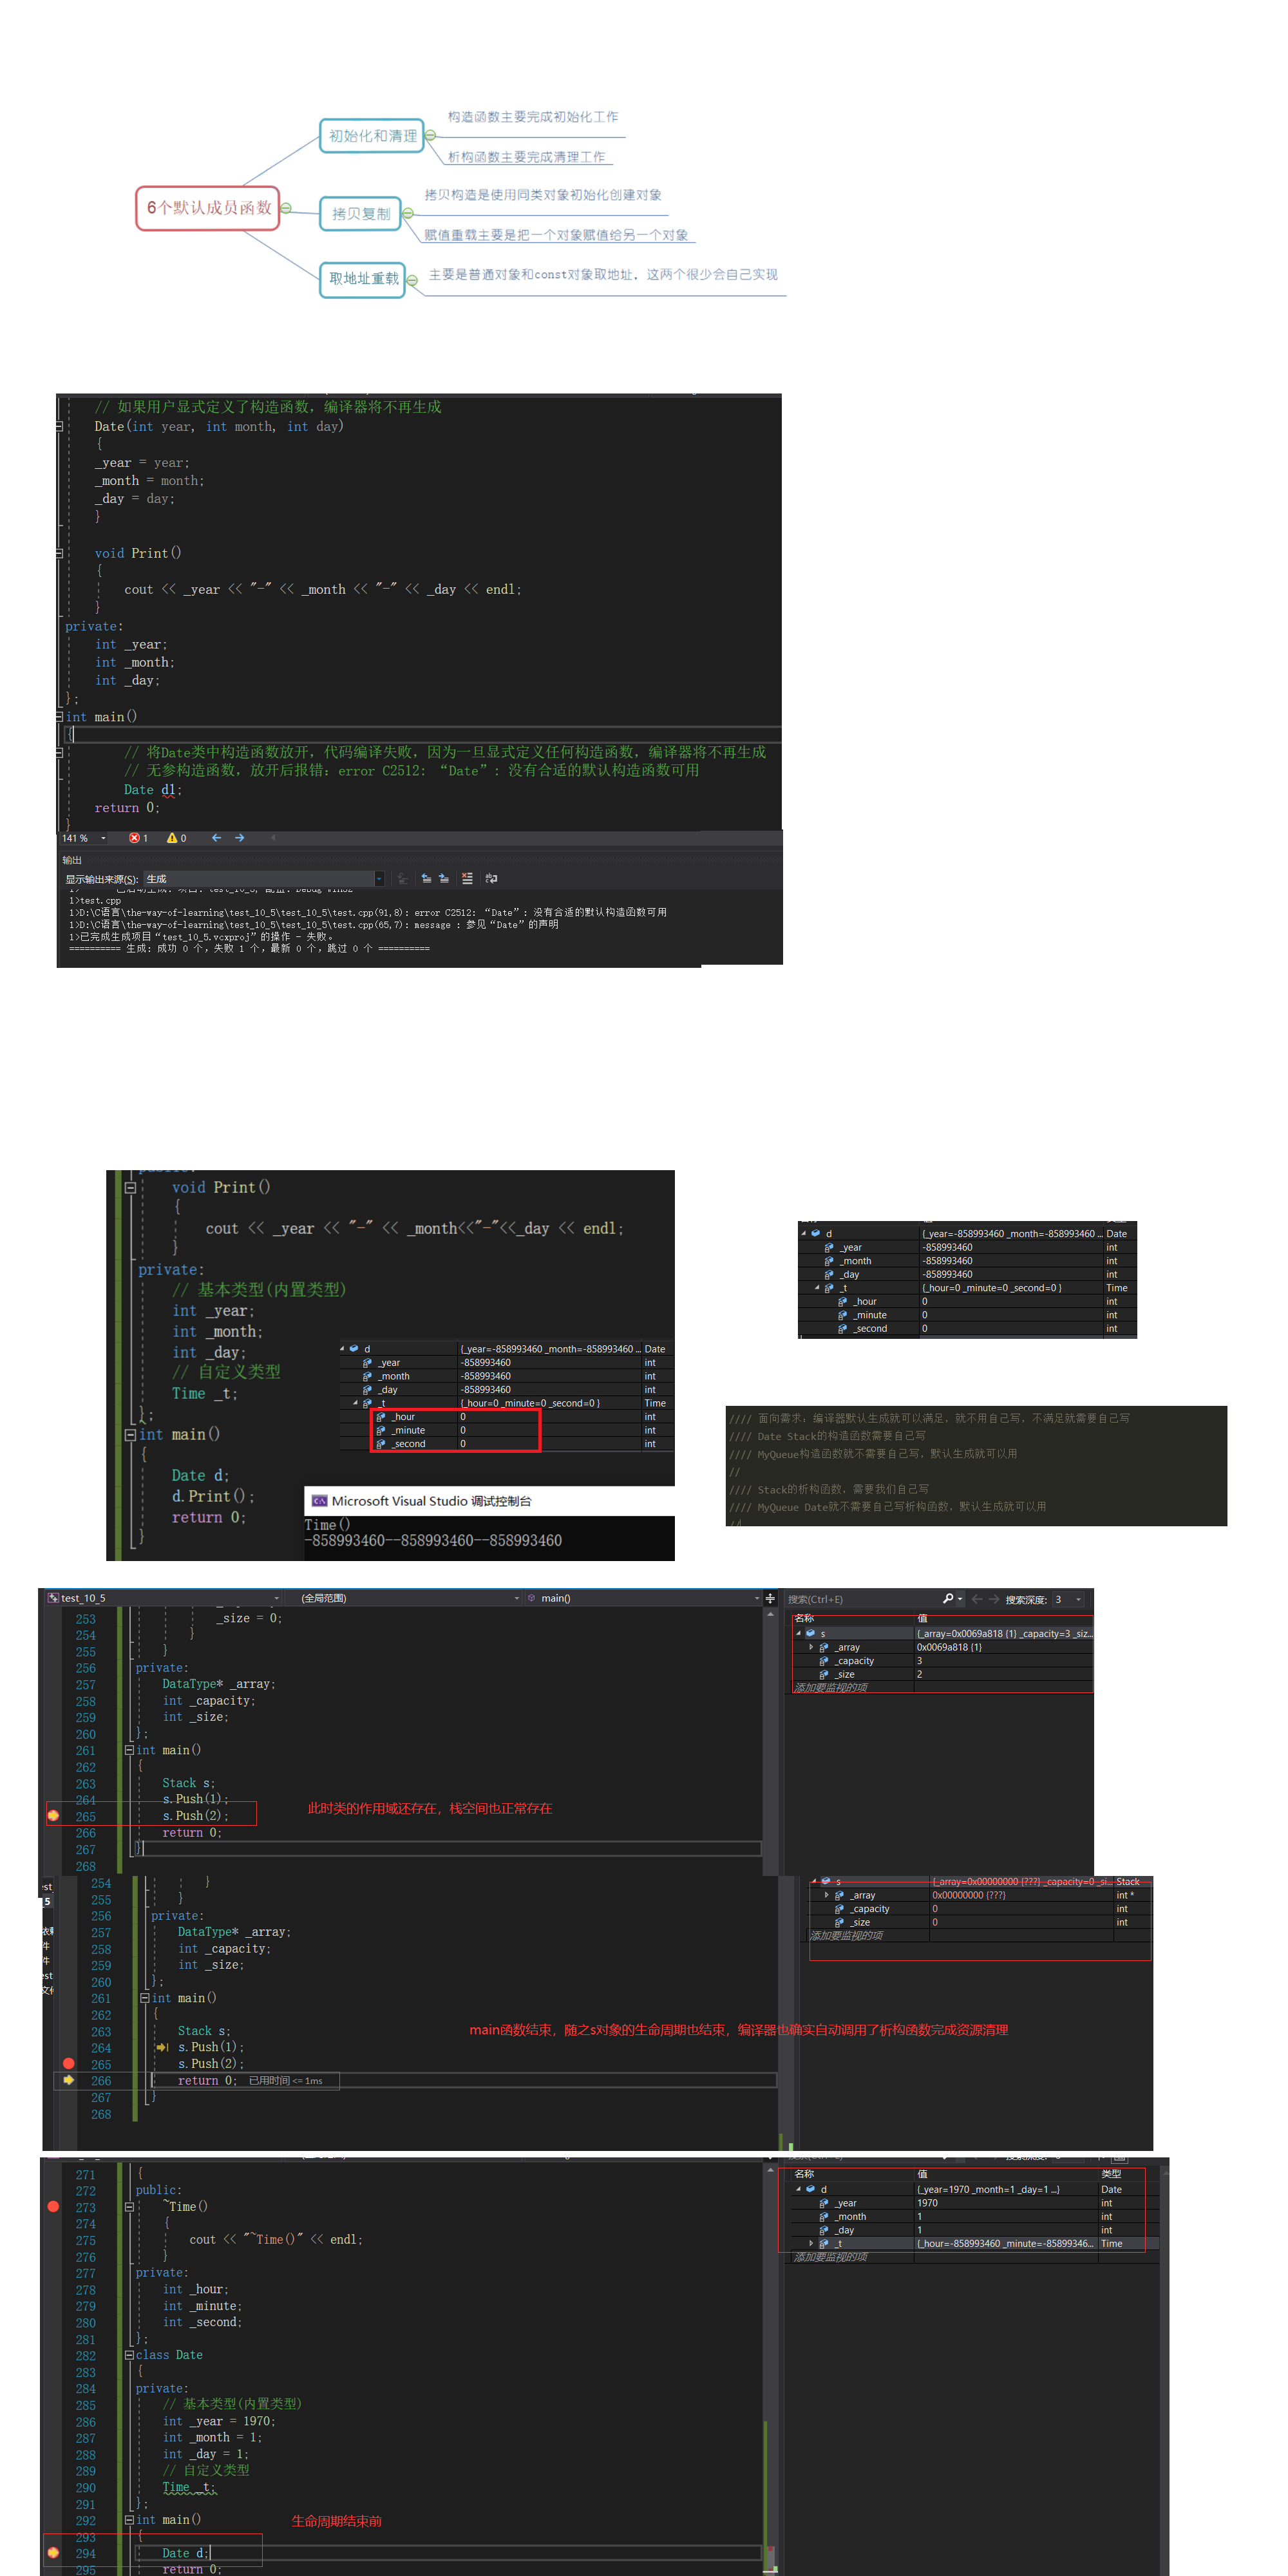 构造函数主要完成初始化工作
初始化和清理
析构函数主要完成清理工作
拷贝构造是使用同类对象初始化创建对象
6个默认成员函数
拷贝复制
赋值重载主要是把一个对象赋值给另一个对象
取地址重载
主要是普通对象和const对象取地址，这两个很少会自己实现
// 如果用户显式定义了构造函数，编译器将不再生成
Date(int year, int month, int day)
{
_year = year;
_month = month;
_day = day;
}
void Print()
{
cout << _year << "-" << _month << "-" << _day << endl;
}
private:
int _year;
int _month;
int _day;
};
int main()
{
// 将Date类中构造函数放开，代码编译失败，因为一旦显式定义任何构造函数，编译器将不再生成
// 无参构造函数，放开后报错：error C2512: “Date”: 没有合适的默认构造函数可用
Date d1;
return 0;
}
141 %
1
0
输出
显示输出来源(S): 生成
1>test.cpp
1>D:\C语言\the-way-of-learning\test_10_5\test_10_5\test.cpp(91,8): error C2512: “Date”: 没有合适的默认构造函数可用
1>D:\C语言\the-way-of-learning\test_10_5\test_10_5\test.cpp(65,7): message : 参见“Date”的声明
1>已完成生成项目“test_10_5.vcxproj”的操作 - 失败。
========== 生成: 成功 0 个，失败 1 个，最新 0 个，跳过 0 个 ==========
public:
void Print()
{
cout << _year << "-" << _month<<"-"<<_day << endl;
}
private:
// 基本类型(内置类型)
int _year;
int _month;
int _day;
// 自定义类型
Time _t;
};
int main()
{
Date d;
d.Print();
return 0;
}
d {_year=-858993460 _month=-858993460 ... Date
_year -858993460 int
_month -858993460 int
_day -858993460 int
_t {_hour=0 _minute=0 _second=0 } Time
_hour 0 int
_minute 0 int
_second 0 int
Microsoft Visual Studio 调试控制台
Time()
-858993460--858993460--858993460
d {_year=-858993460 _month=-858993460 ... Date
_year -858993460 int
_month -858993460 int
_day -858993460 int
_t {_hour=0 _minute=0 _second=0 } Time
_hour 0 int
_minute 0 int
_second 0 int
//// 面向需求：编译器默认生成就可以满足，就不用自己写，不满足就需要自己写
//// Date Stack的构造函数需要自己写
//// MyQueue构造函数就不需要自己写，默认生成就可以用
//
//// Stack的析构函数，需要我们自己写
//// MyQueue Date就不需要自己写析构函数，默认生成就可以用
//
test_10_5 (全局范围) main()
253 _size = 0;
254 }
255 }
256 private:
257 DataType* _array;
258 int _capacity;
259 int _size;
260 };
261 int main()
262 {
263 Stack s;
264 s.Push(1);
265 s.Push(2);
266 return 0;
267 }
268
此时类的作用域还存在，栈空间也正常存在
搜索(Ctrl+E) 搜索深度: 3
名称 值
s {_array=0x0069a818 {1} _capacity=3 _siz...
_array 0x0069a818 {1}
_capacity 3
_size 2
添加要监视的项
254 }
255 }
256 private:
257 DataType* _array;
258 int _capacity;
259 int _size;
260 };
261 int main()
262 {
263 Stack s;
264 s.Push(1);
265 s.Push(2);
266 return 0; 已用时间 <= 1ms
267 }
268
main函数结束，随之s对象的生命周期也结束，编译器也确实自动调用了析构函数完成资源清理
s {_array=0x00000000 {???} _capacity=0 _si... Stack
_array 0x00000000 {???} int *
_capacity 0 int
_size 0 int
添加要监视的项
271 {
272 public:
273 ~Time()
274 {
275 cout << "~Time()" << endl;
276 }
277 private:
278 int _hour;
279 int _minute;
280 int _second;
281 };
282 class Date
283 {
284 private:
285 // 基本类型(内置类型)
286 int _year = 1970;
287 int _month = 1;
288 int _day = 1;
289 // 自定义类型
290 Time _t;
291 };
292 int main()
293 {
294 Date d;
295 return 0;
生命周期结束前
名称 值 类型
d {_year=1970 _month=1 _day=1 ...} Date
_year 1970 int
_month 1 int
_day 1 int
_t {_hour=-858993460 _minute=-85899346... Time
添加要监视的项